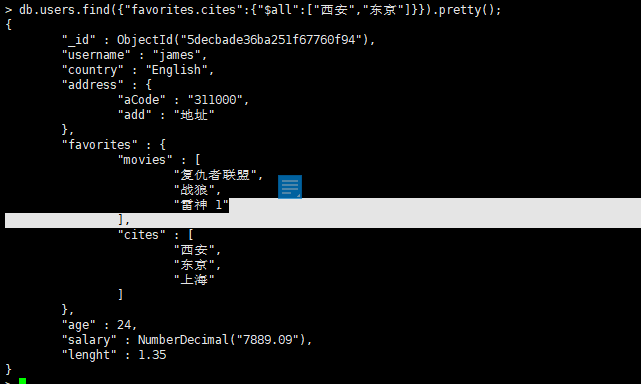 > db.users.find({"favorites.cites":{"$all":["西安","东京"]}}).pretty();
{
"_id" : ObjectId("5decbade36ba251f67760f94"),
"username" : "james",
"country" : "English",
"address" : {
"aCode" : "311000",
"add" : "地址"
},
"favorites" : {
"movies" : [
"复仇者联盟",
"战狼",
"雷神 1"
],
"cites" : [
"西安",
"东京",
"上海"
]
},
"age" : 24,
"salary" : NumberDecimal("7889.09"),
"lenght" : 1.35
}
>